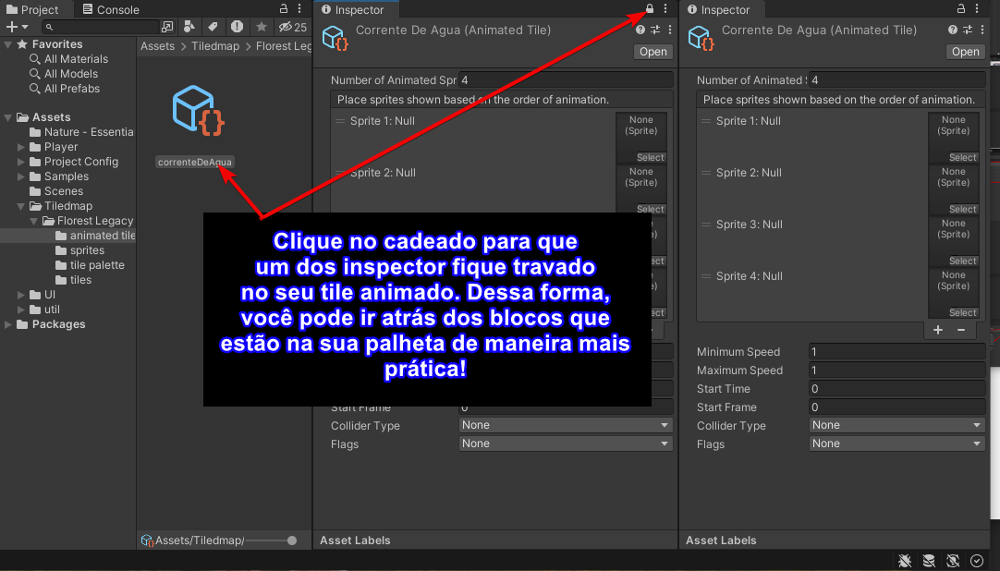 Project
Console
25
Favorites
All Materials
All Models
All Prefabs
Assets
Nature - Essentia
Player
Project Config
Samples
Scenes
Tiledmap
Florest Legacy
animated tile
sprites
tile palette
tiles
UI
util
Packages
Assets > Tiledmap > Florest Leg
correnteDeAgua
Assets/Tiledmap/
Inspector
Corrente De Agua (Animated Tile)
Open
Number of Animated Spr 4
Place sprites shown based on the order of animation.
Sprite 1: Null
None
(Sprite)
Select
Sprite 2: Null
None
(Sprite)
Select
Clique no cadeado para que
um dos inspector fique travado
no seu tile animado. Dessa forma,
você pode ir atrás dos blocos que
estão na sua palheta de maneira mais
prática!
Start Frame 0
Collider Type None
Flags None
Asset Labels
Inspector
Corrente De Agua (Animated Tile)
Open
Number of Animated S 4
Place sprites shown based on the order of animation.
Sprite 1: Null
None
(Sprite)
Select
Sprite 2: Null
None
(Sprite)
Select
Sprite 3: Null
None
(Sprite)
Select
Sprite 4: Null
None
(Sprite)
Select
+ −
Minimum Speed 1
Maximum Speed 1
Start Time 0
Start Frame 0
Collider Type None
Flags None
Asset Labels